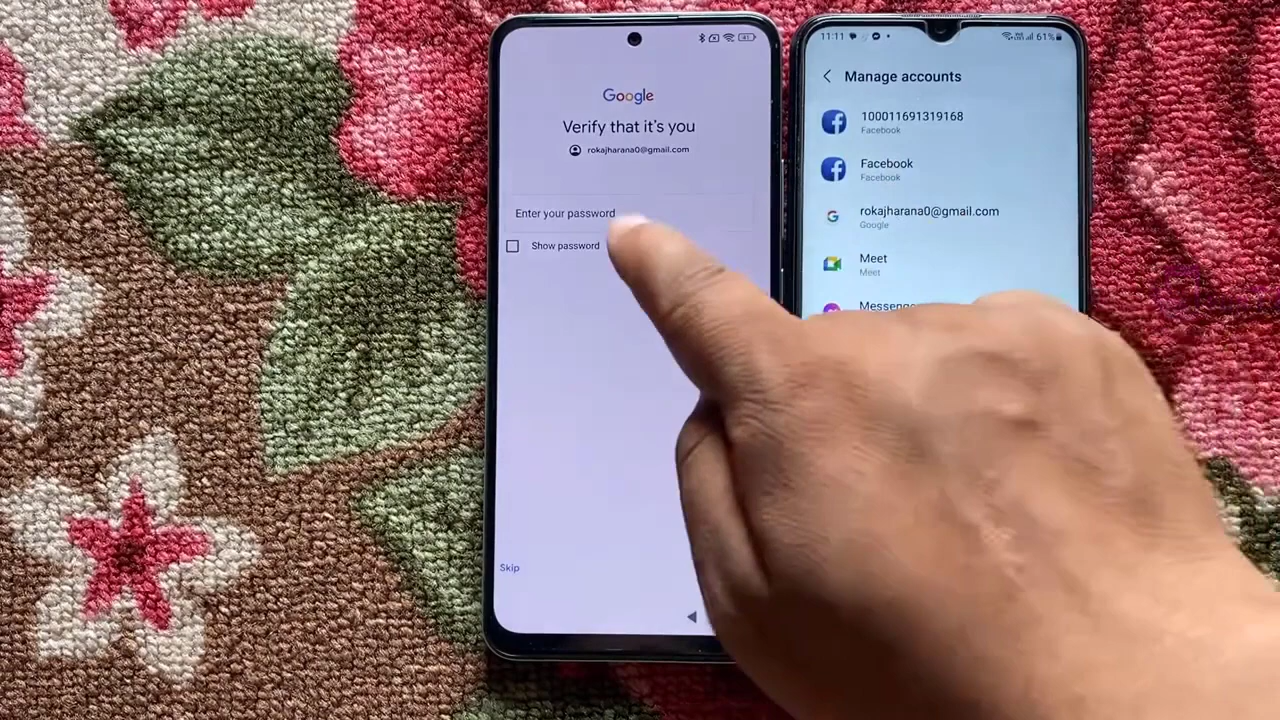 Google
Verify that it's you
rokajharana0@gmail.com
Enter your password
Show password
Skip
11:11
61%
Manage accounts
100011691319168
Facebook
Facebook
Facebook
rokajharana0@gmail.com
Google
Meet
Meet